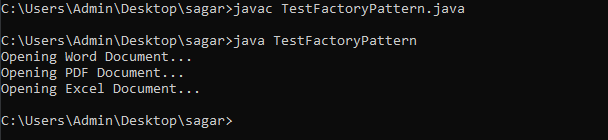 C:\Users\Admin\Desktop\sagar>javac TestFactoryPattern.java
C:\Users\Admin\Desktop\sagar>java TestFactoryPattern
Opening Word Document...
Opening PDF Document...
Opening Excel Document...
C:\Users\Admin\Desktop\sagar>